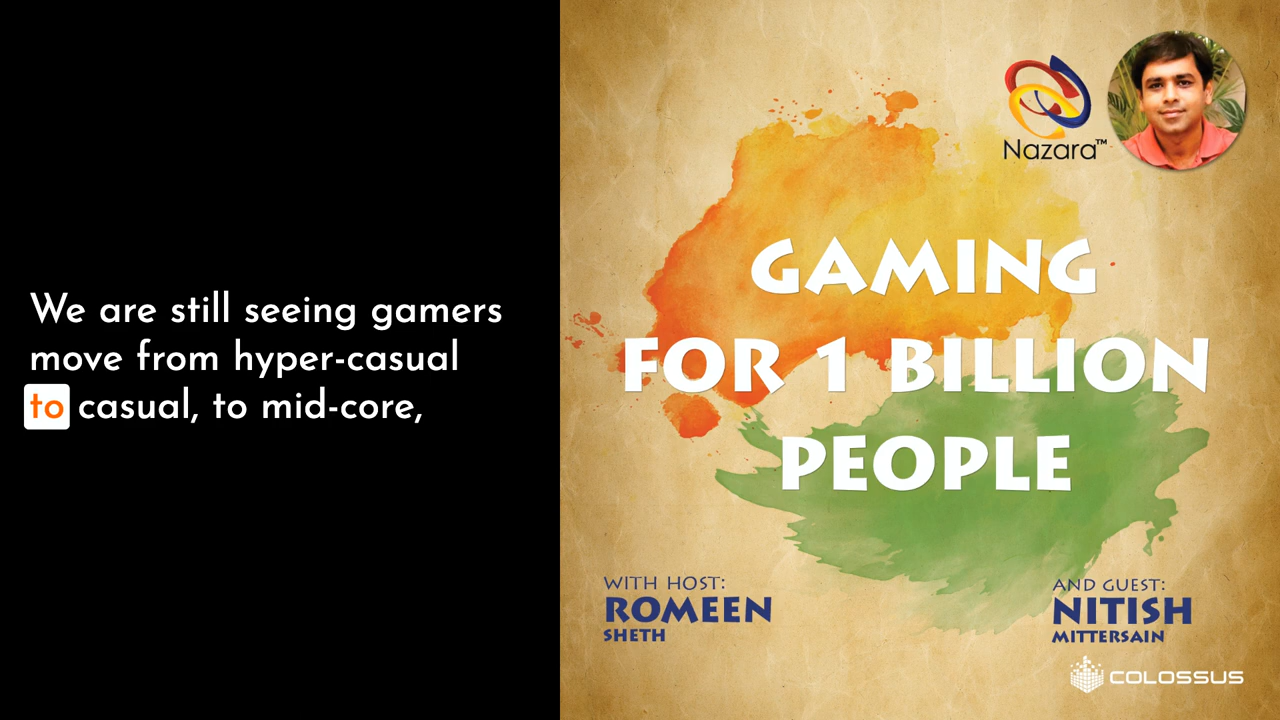 We are still seeing gamers
move from hyper-casual
to casual, to mid-core,
Nazara™
GAMING
FOR 1 BILLION
PEOPLE
WITH HOST:
ROMEEN
SHETH
AND GUEST:
NITISH
MITTERSAIN
COLOSSUS